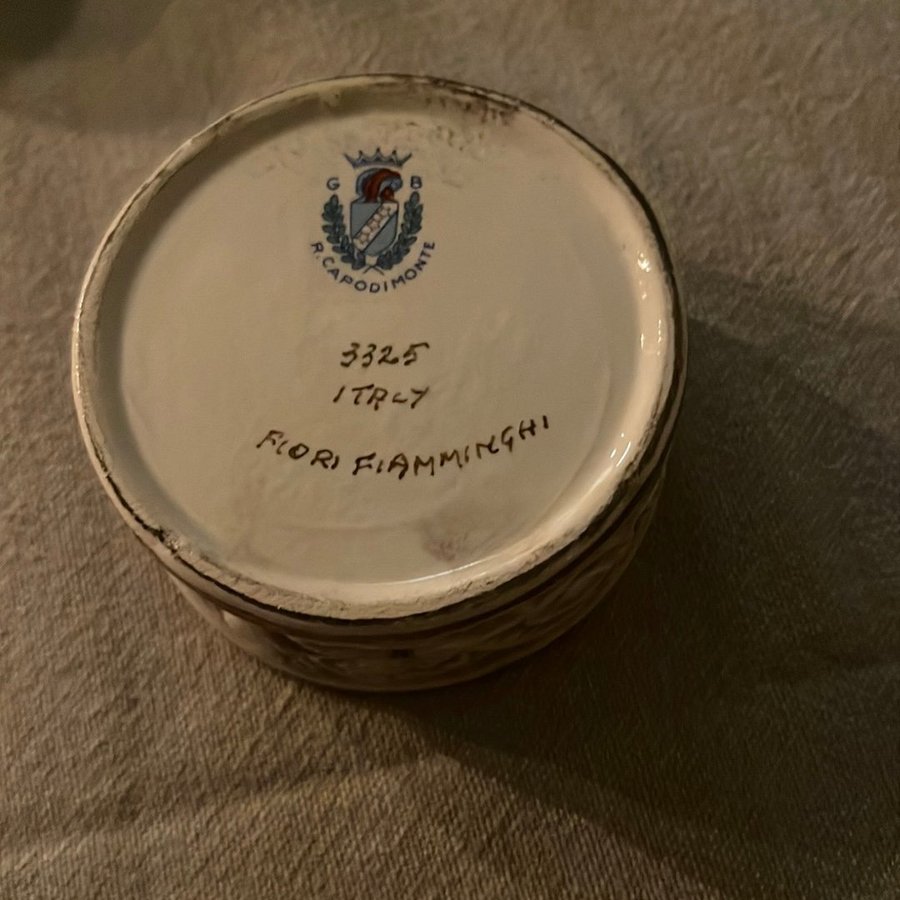 G B
R. CAPODIMONTE
3325
ITALY
FIORI FIAMMINGHI